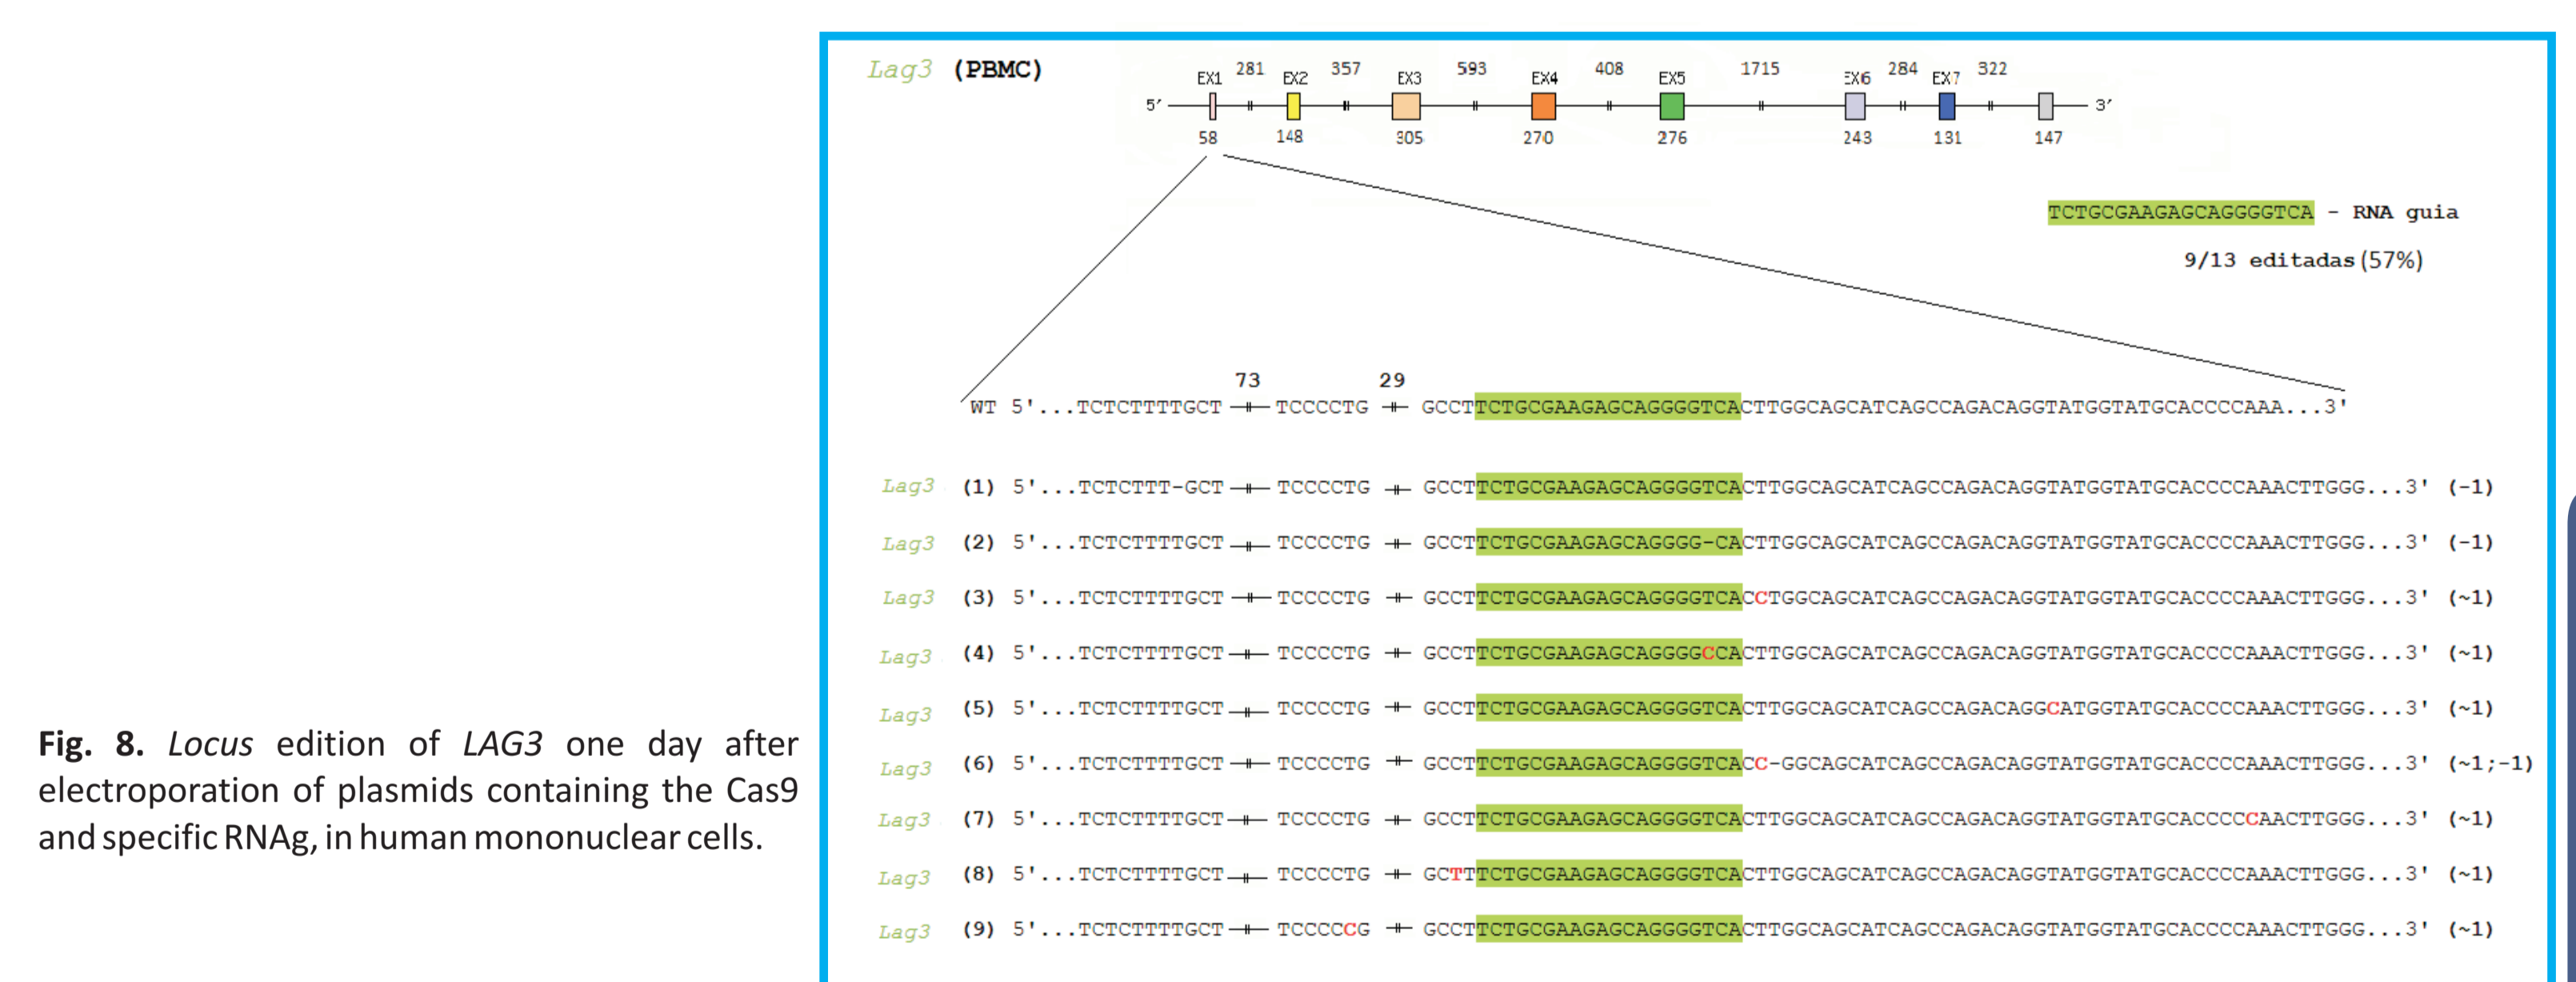 Lag3 (PBMC)
281 357 593 408 1715 284 322
EX1 EX2 EX3 EX4 EX5 EX6 EX7
5' 3'
58 148 305 270 276 243 131 147
TCTGCGAAGAGCAGGGGTCA - RNA guia
9/13 editadas (57%)
73 29
WT 5'...TCTCTTTTGCT TCCCCTG GCCTTCTGCGAAGAGCAGGGGTCACTTGGCAGCATCAGCCAGACAGGTATGGTATGCACCCCAAA...3'
Lag3 (1) 5'...TCTCTTT-GCT TCCCCTG GCCTTCTGCGAAGAGCAGGGGTCACTTGGCAGCATCAGCCAGACAGGTATGGTATGCACCCCAAACTTGGG...3' (-1)
Lag3 (2) 5'...TCTCTTTTGCT TCCCCTG GCCTTCTGCGAAGAGCAGGGG-CACTTGGCAGCATCAGCCAGACAGGTATGGTATGCACCCCAAACTTGGG...3' (-1)
Lag3 (3) 5'...TCTCTTTTGCT TCCCCTG GCCTTCTGCGAAGAGCAGGGGTCACCTGGCAGCATCAGCCAGACAGGTATGGTATGCACCCCAAACTTGGG...3' (~1)
Lag3 (4) 5'...TCTCTTTTGCT TCCCCTG GCCTTCTGCGAAGAGCAGGGGCCACTTGGCAGCATCAGCCAGACAGGTATGGTATGCACCCCAAACTTGGG...3' (~1)
Lag3 (5) 5'...TCTCTTTTGCT TCCCCTG GCCTTCTGCGAAGAGCAGGGGTCACTTGGCAGCATCAGCCAGACAGGCATGGTATGCACCCCAAACTTGGG...3' (~1)
Lag3 (6) 5'...TCTCTTTTGCT TCCCCTG GCCTTCTGCGAAGAGCAGGGGTCACC-GGCAGCATCAGCCAGACAGGTATGGTATGCACCCCAAACTTGGG...3' (~1;-1)
Lag3 (7) 5'...TCTCTTTTGCT TCCCCTG GCCTTCTGCGAAGAGCAGGGGTCACTTGGCAGCATCAGCCAGACAGGTATGGTATGCACCCCCAACTTGGG...3' (~1)
Lag3 (8) 5'...TCTCTTTTGCT TCCCCTG GCTTTCTGCGAAGAGCAGGGGTCACTTGGCAGCATCAGCCAGACAGGTATGGTATGCACCCCAAACTTGGG...3' (~1)
Lag3 (9) 5'...TCTCTTTTGCT TCCCCCG GCCTTCTGCGAAGAGCAGGGGTCACTTGGCAGCATCAGCCAGACAGGTATGGTATGCACCCCAAACTTGGG...3' (~1)
Fig. 8. Locus edition of LAG3 one day after
electroporation of plasmids containing the Cas9
and specific RNAg, in human mononuclear cells.